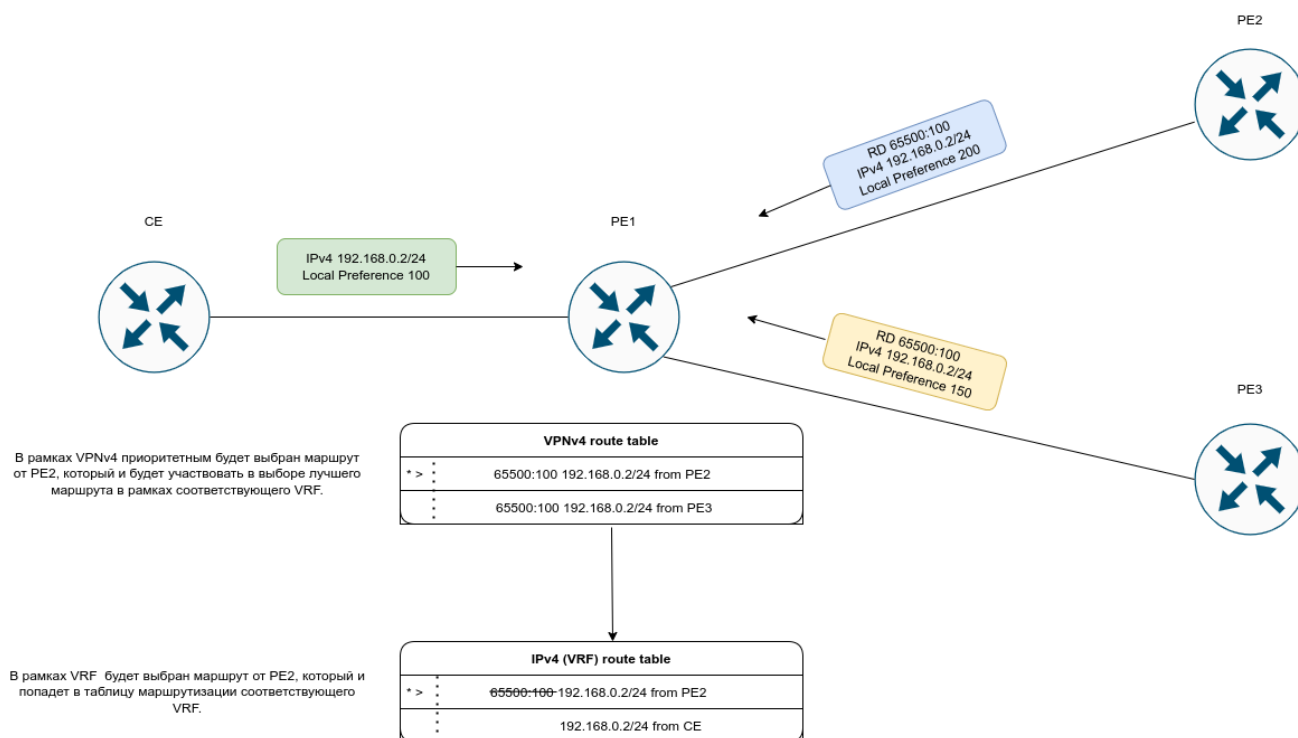 PE2
RD 65500:100
IPv4 192.168.0.2/24
Local Preference 200
CE
PE1
IPv4 192.168.0.2/24
Local Preference 100
RD 65500:100
IPv4 192.168.0.2/24
Local Preference 150
PE3
В рамках VPNv4 приоритетным будет выбран маршрут
от PE2, который и будет участвовать в выборе лучшего
маршрута в рамках соответствующего VRF.
VPNv4 route table
* > 65500:100 192.168.0.2/24 from PE2
65500:100 192.168.0.2/24 from PE3
В рамках VRF будет выбран маршрут от PE2, который и
попадет в таблицу маршрутизации соответствующего
VRF.
IPv4 (VRF) route table
* > 65500:100 192.168.0.2/24 from PE2
192.168.0.2/24 from CE